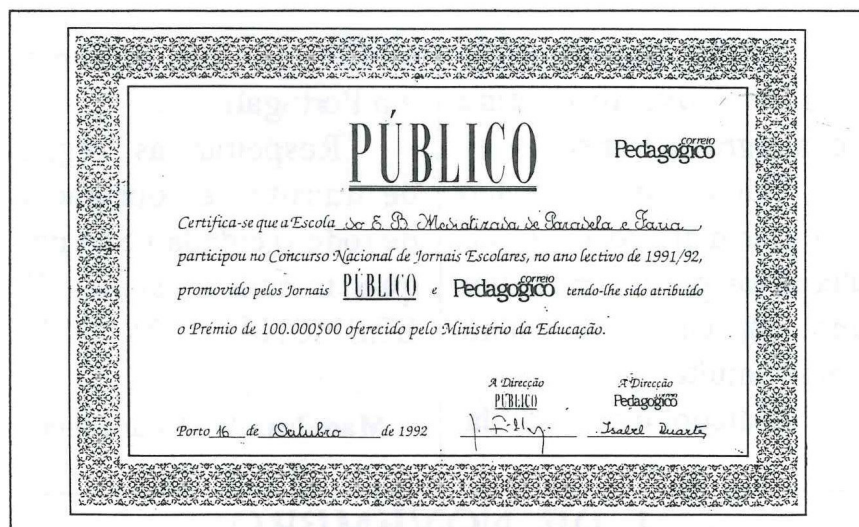 PÚBLICO
correio
Pedagógico
Certifica-se que a Escola do E. B. Mediatizada de Paradela e Faria
participou no Concurso Nacional de Jornais Escolares, no ano lectivo de 1991/92,
promovido pelos Jornais PÚBLICO e correio Pedagógico tendo-lhe sido atribuído
o Prémio de 100.000$00 oferecido pelo Ministério da Educação.
A Direcção A Direcção
PÚBLICO Pedagógico
Porto 16 de Outubro de 1992 Isabel Duarte